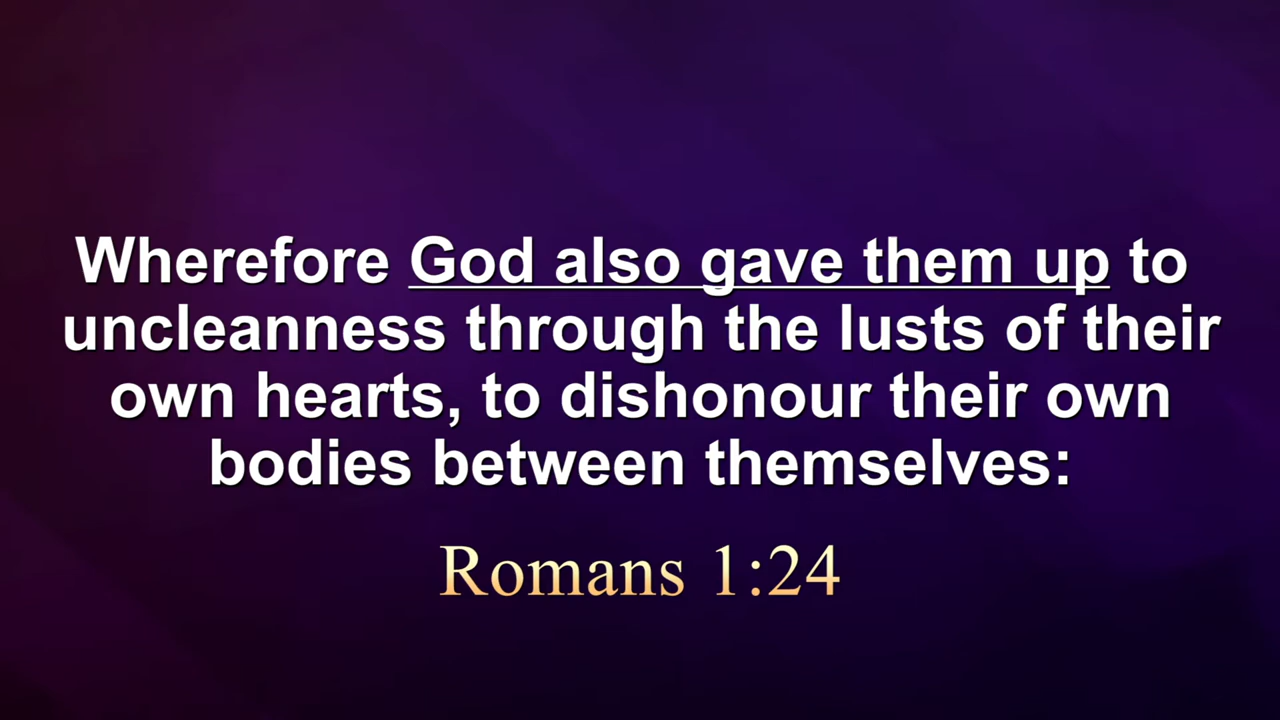 Wherefore God also gave them up to
uncleanness through the lusts of their
own hearts, to dishonour their own
bodies between themselves:
Romans 1:24